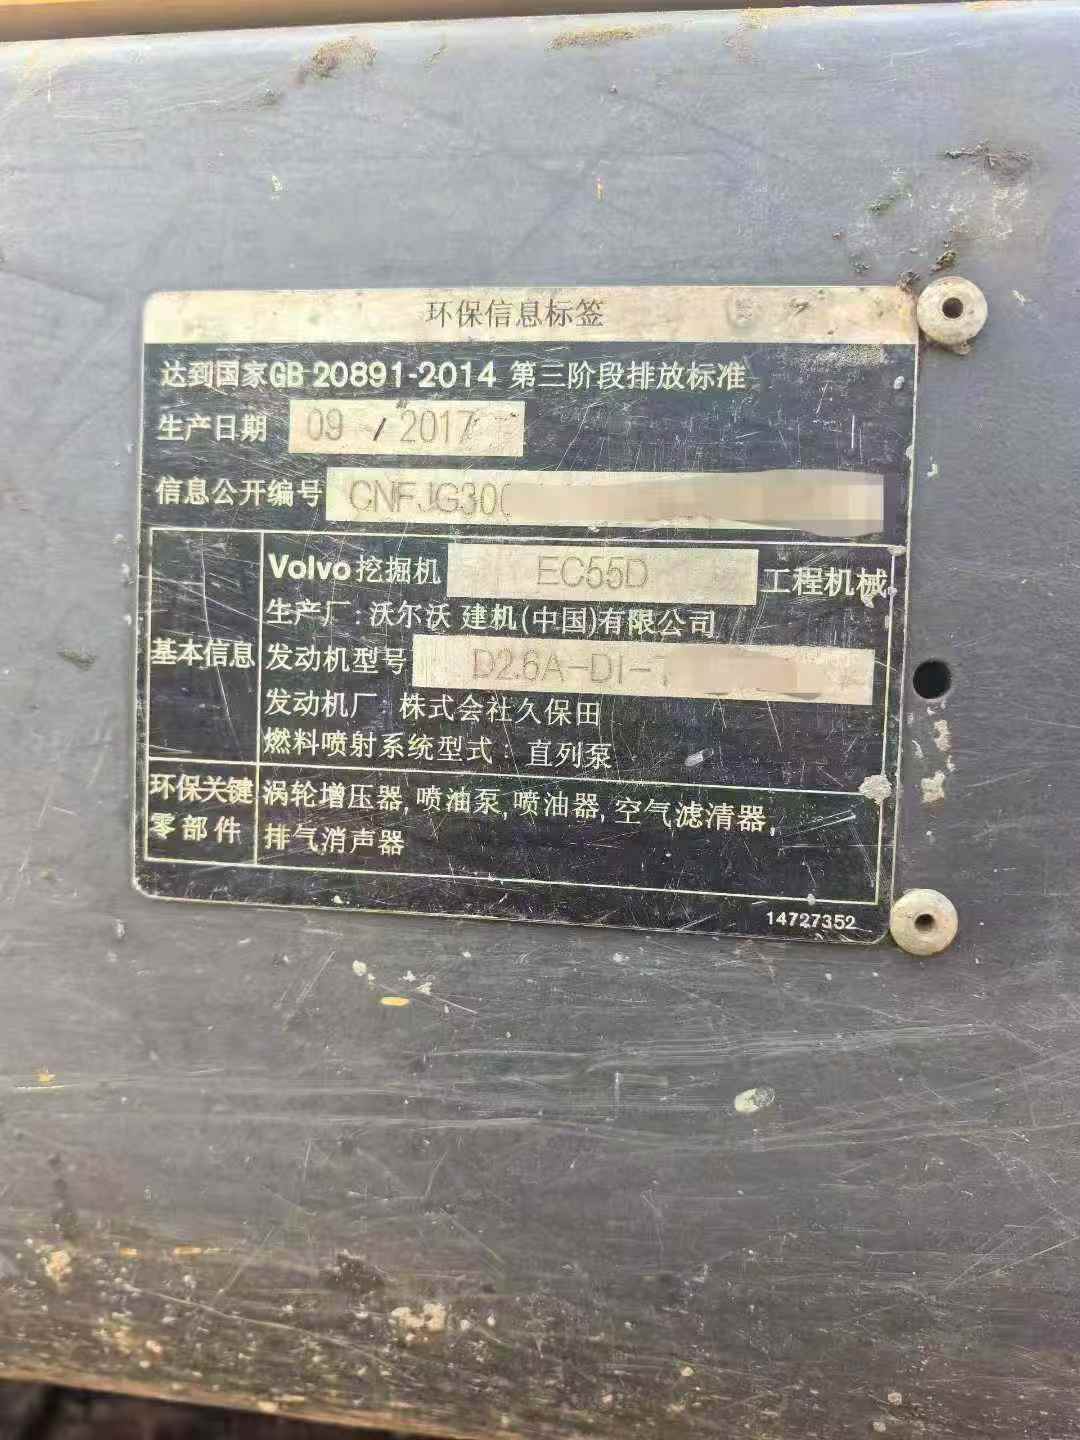 环保信息标签
达到国家GB 20891-2014 第三阶段排放标准
生产日期 09 / 2017
信息公开编号 CNFJG30
基本信息
Volvo挖掘机 EC55D 工程机械
生产厂:沃尔沃 建机(中国)有限公司
发动机型号 D2.6A-DI-
发动机厂 株式会社久保田
燃料喷射系统型式: 直列泵
环保关键零部件
涡轮增压器, 喷油泵, 喷油器, 空气滤清器,
排气消声器
14727352